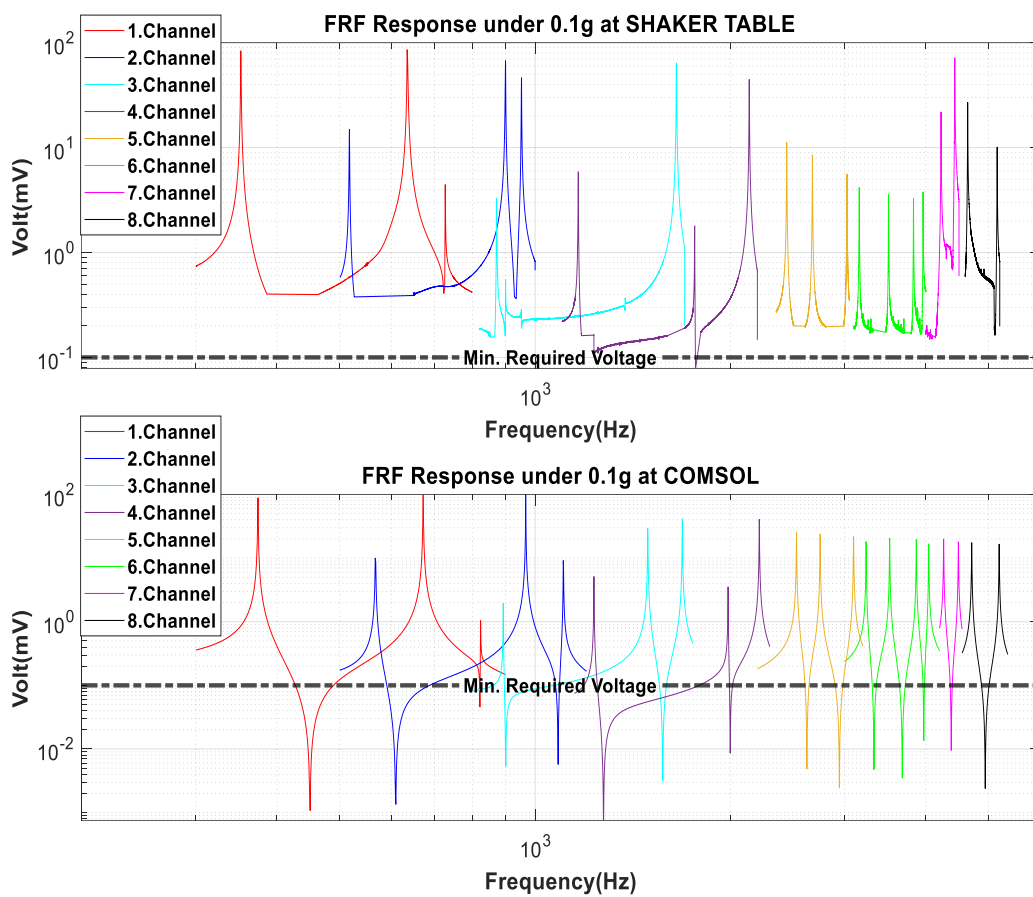 FRF Response under 0.1g at SHAKER TABLE
1.Channel
2.Channel
3.Channel
4.Channel
5.Channel
6.Channel
7.Channel
8.Channel
Volt(mV)
10^2
10^1
10^0
10^-1
Min. Required Voltage
10^3
Frequency(Hz)
1.Channel
2.Channel
3.Channel
4.Channel
5.Channel
6.Channel
7.Channel
8.Channel
FRF Response under 0.1g at COMSOL
Volt(mV)
10^2
10^0
10^-2
Min. Required Voltage
10^3
Frequency(Hz)